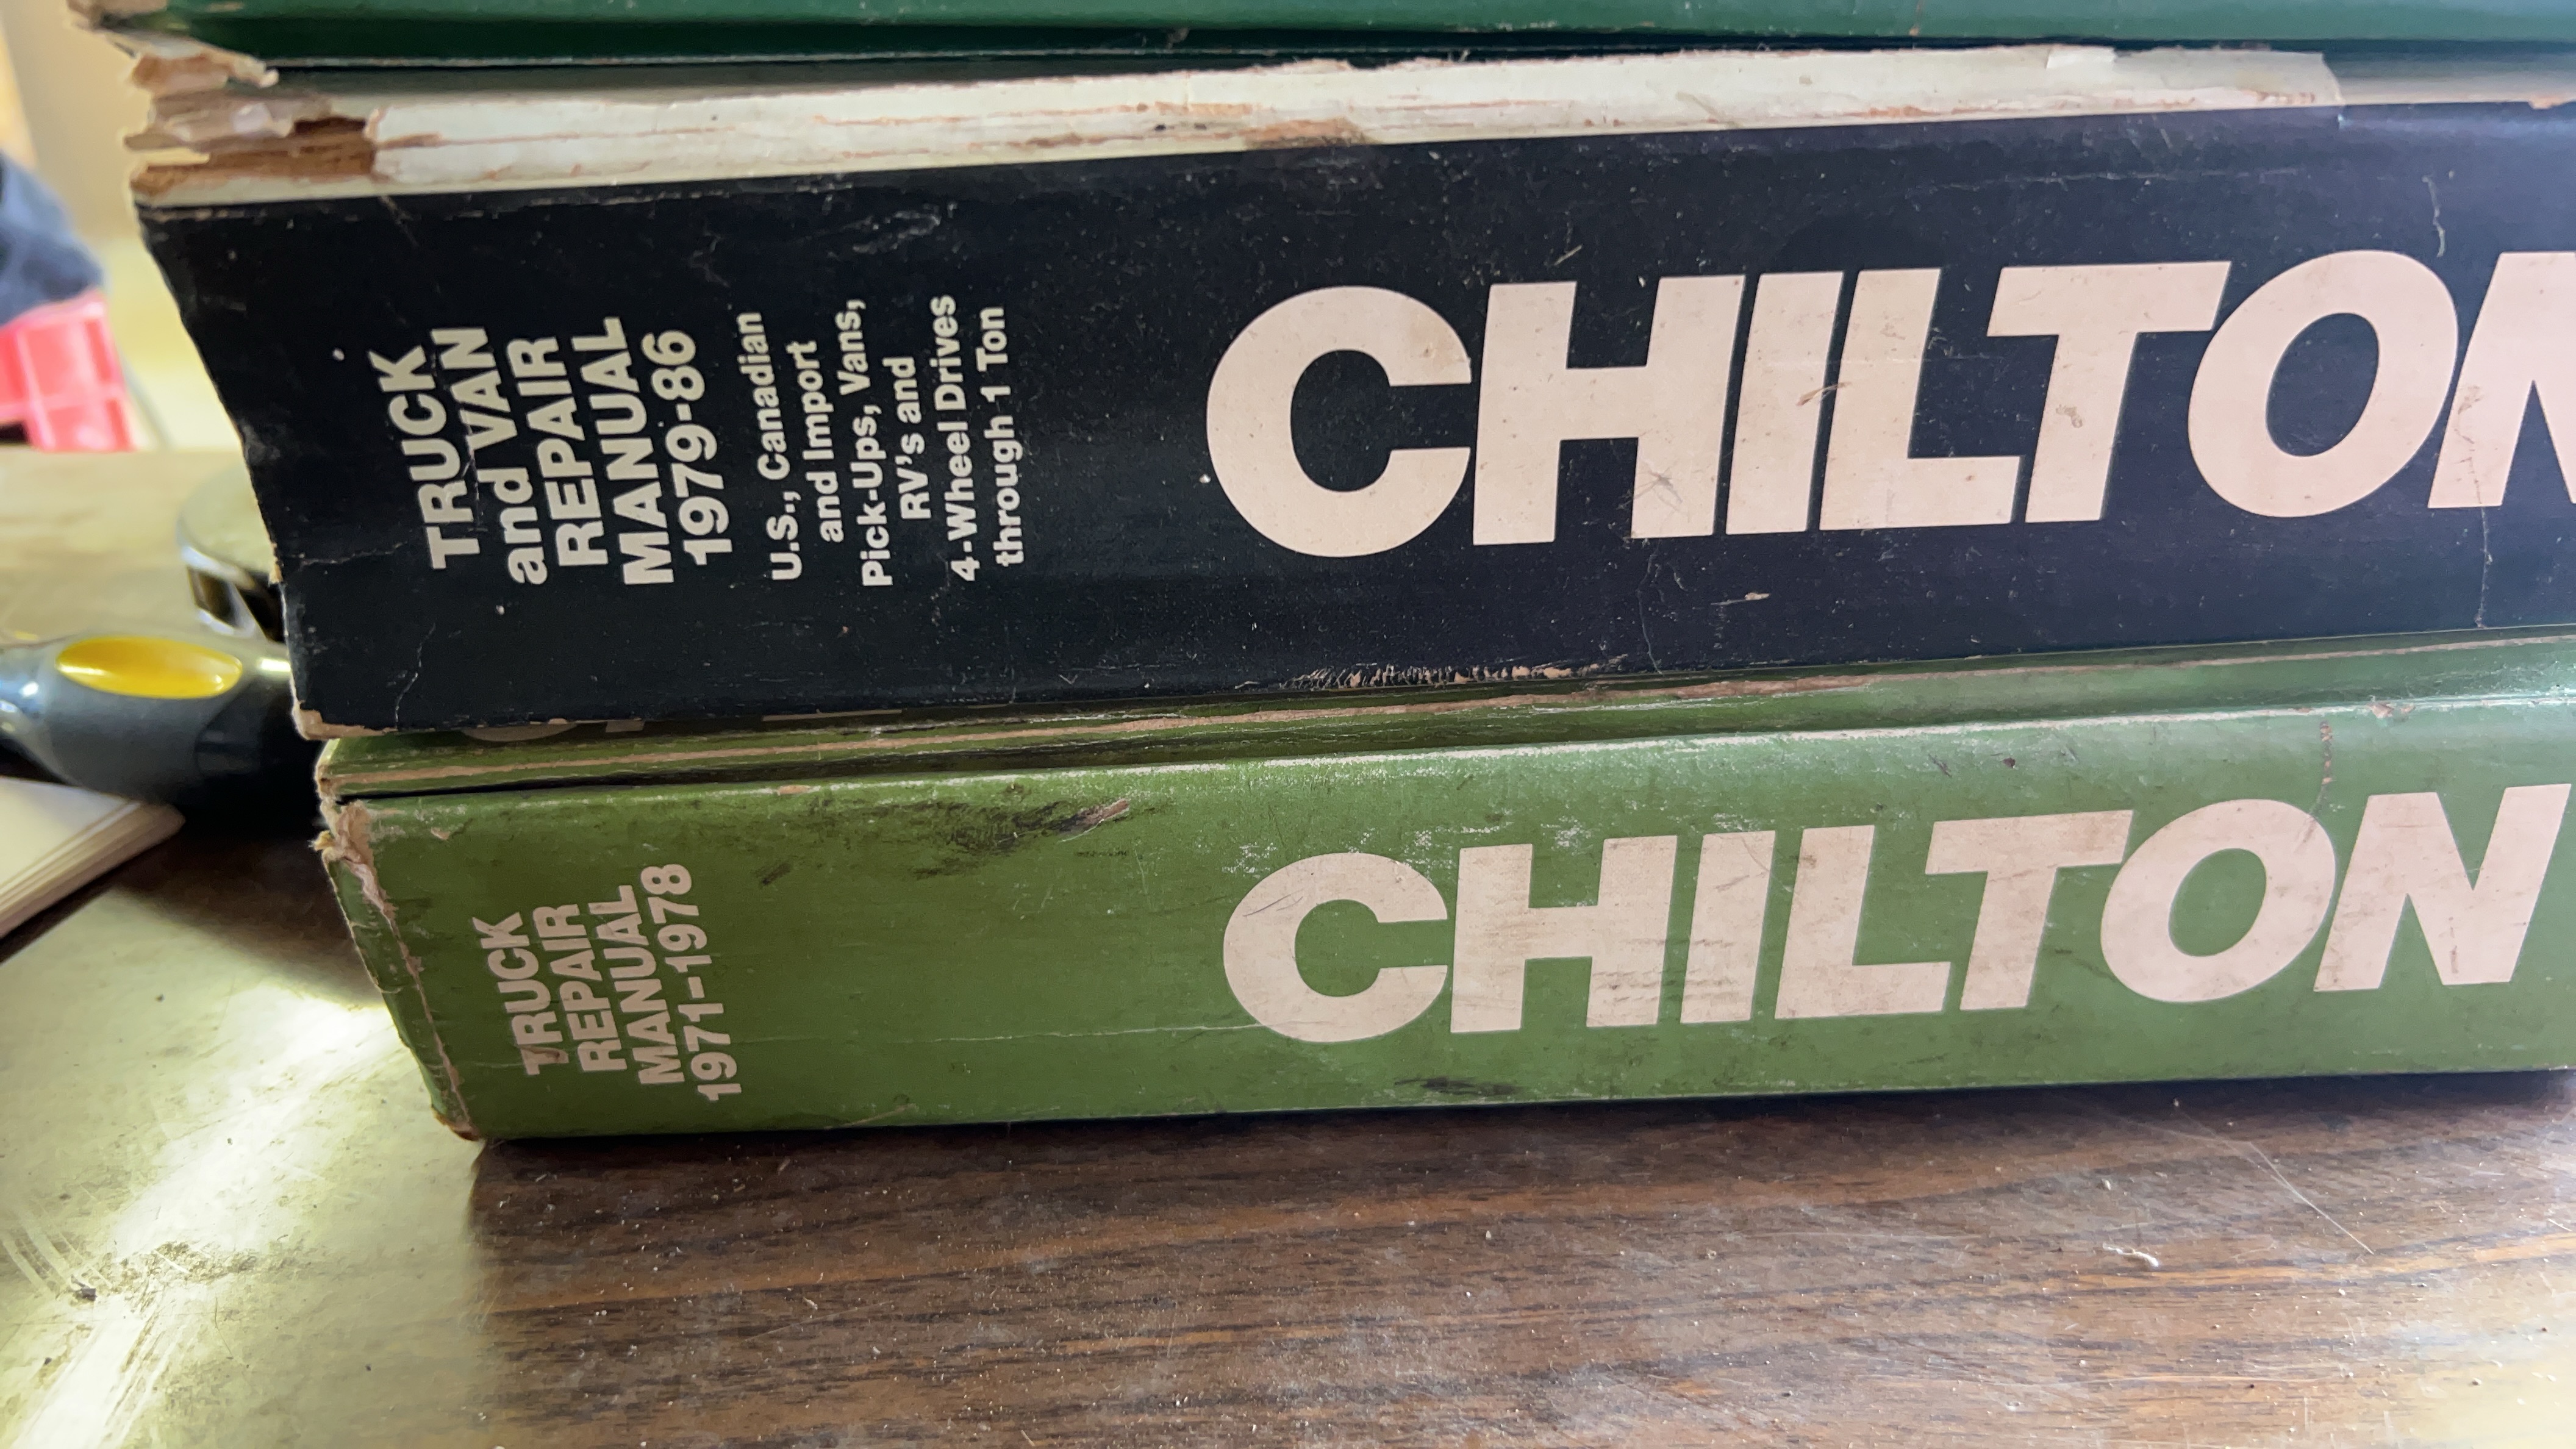 TRUCK
and VAN
REPAIR
MANUAL
1979-86
U.S., Canadian
and Import
Pick-Ups, Vans,
RV's and
4-Wheel Drives
through 1 Ton
CHILTON
TRUCK
REPAIR
MANUAL
1971-1978
CHILTON